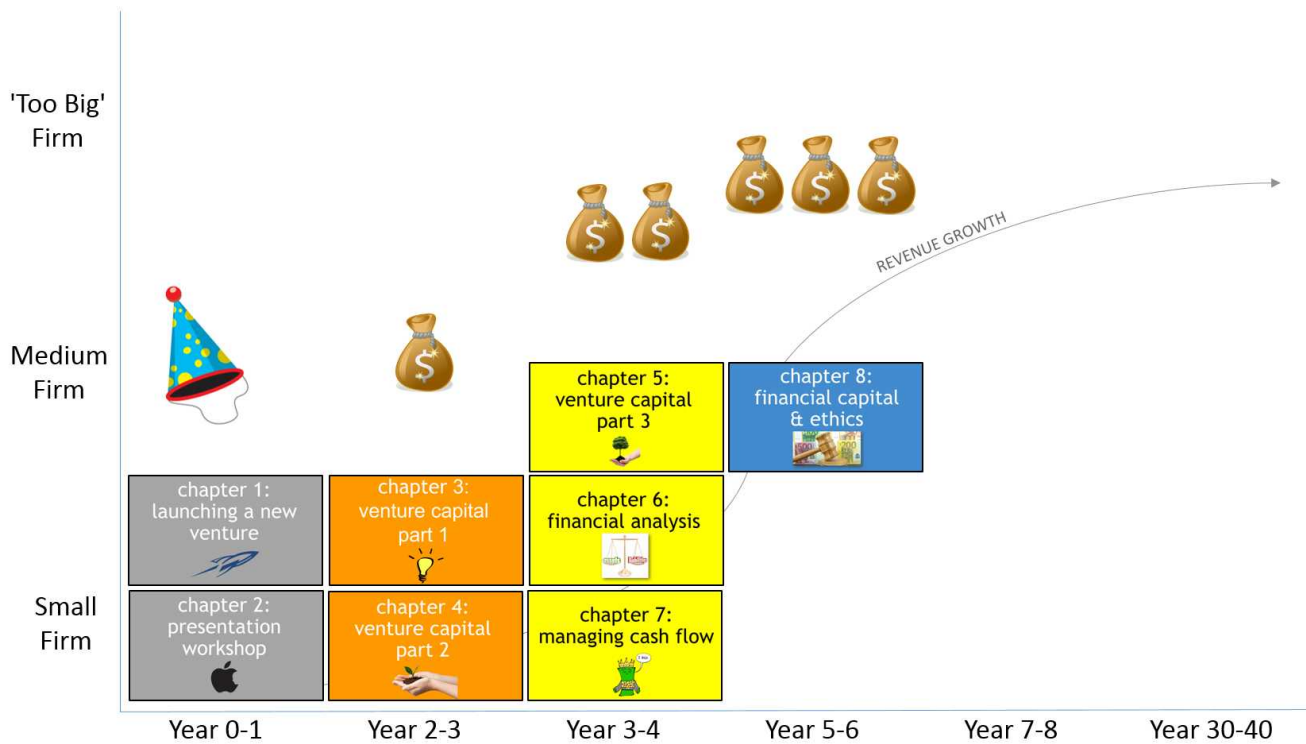 'Too Big'
Firm
REVENUE GROWTH
Medium
Firm
chapter 5:
venture capital
part 3
chapter 8:
financial capital
& ethics
chapter 1:
launching a new
venture
chapter 3:
venture capital
part 1
chapter 6:
financial analysis
Small
Firm
chapter 2:
presentation
workshop
chapter 4:
venture capital
part 2
chapter 7:
managing cash flow
Year 0-1
Year 2-3
Year 3-4
Year 5-6
Year 7-8
Year 30-40
$
$
$
$
$
$